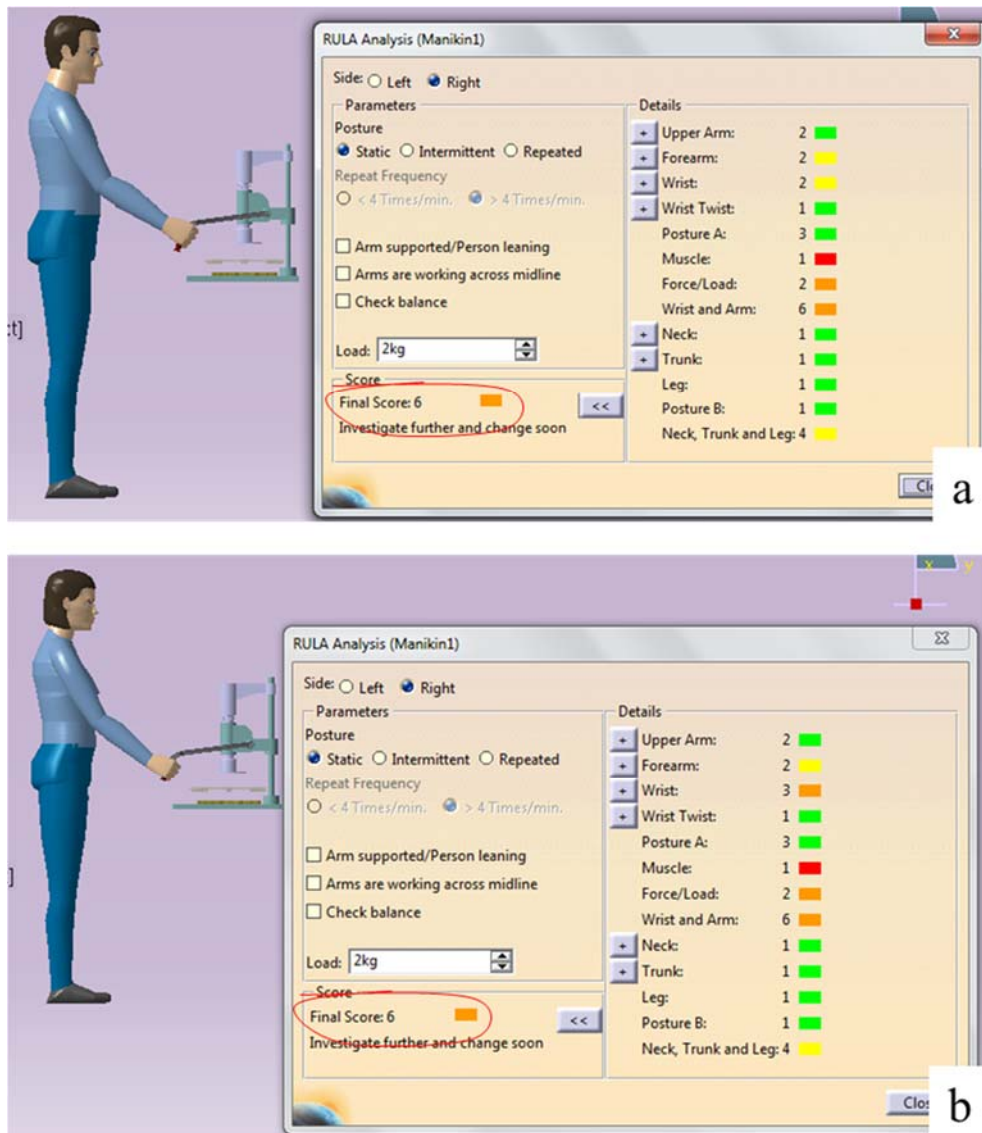 RULA Analysis (Manikin1)
Side: Left Right
Parameters
Posture
Static Intermittent Repeated
Repeat Frequency
< 4 Times/min. > 4 Times/min.
Arm supported/Person leaning
Arms are working across midline
Check balance
Load: 2kg
Score
Final Score: 6
<<
Investigate further and change soon
Details
+ Upper Arm: 2
+ Forearm: 2
+ Wrist: 2
+ Wrist Twist: 1
Posture A: 3
Muscle: 1
Force/Load: 2
Wrist and Arm: 6
+ Neck: 1
+ Trunk: 1
Leg: 1
Posture B: 1
Neck, Trunk and Leg: 4
ct]
a
x y
RULA Analysis (Manikin1)
Side: Left Right
Parameters
Posture
Static Intermittent Repeated
Repeat Frequency
< 4 Times/min. > 4 Times/min.
Arm supported/Person leaning
Arms are working across midline
Check balance
Load: 2kg
Score
Final Score: 6
<<
Investigate further and change soon
Details
+ Upper Arm: 2
+ Forearm: 2
+ Wrist: 3
+ Wrist Twist: 1
Posture A: 3
Muscle: 1
Force/Load: 2
Wrist and Arm: 6
+ Neck: 1
+ Trunk: 1
Leg: 1
Posture B: 1
Neck, Trunk and Leg: 4
]
Clos
b